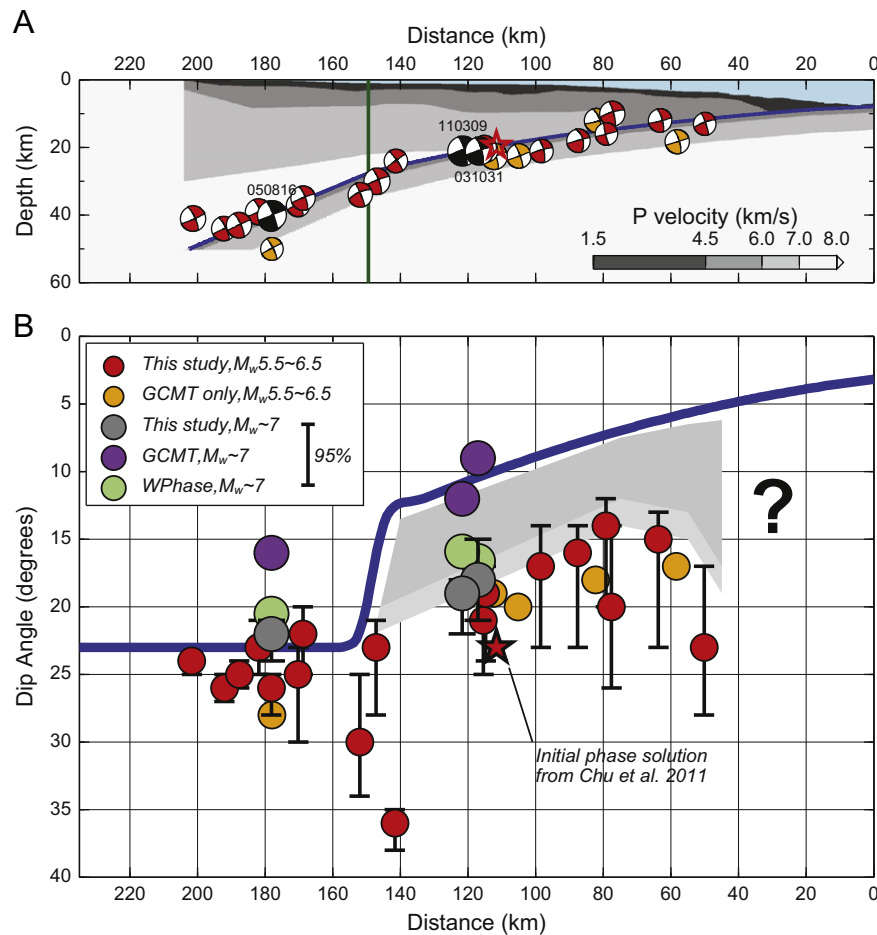 A
Distance (km)
220 200 180 160 140 120 100 80 60 40 20 0
Depth (km)
0
20
40
60
110309
050816
031031
P velocity (km/s)
1.5 4.5 6.0 7.0 8.0
B
Dip Angle (degrees)
0
5
10
15
20
25
30
35
40
This study,Mw5.5~6.5
GCMT only,Mw5.5~6.5
This study,Mw~7
GCMT,Mw~7
WPhase,Mw~7
95%
?
Initial phase solution
from Chu et al. 2011
220 200 180 160 140 120 100 80 60 40 20 0
Distance (km)